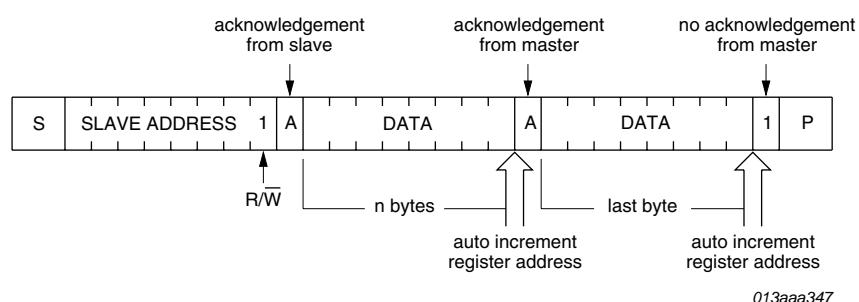 acknowledgement
from slave
acknowledgement
from master
no acknowledgement
from master
S SLAVE ADDRESS 1 A DATA A DATA 1 P
R/W̅
n bytes
last byte
auto increment
register address
auto increment
register address
013aaa347